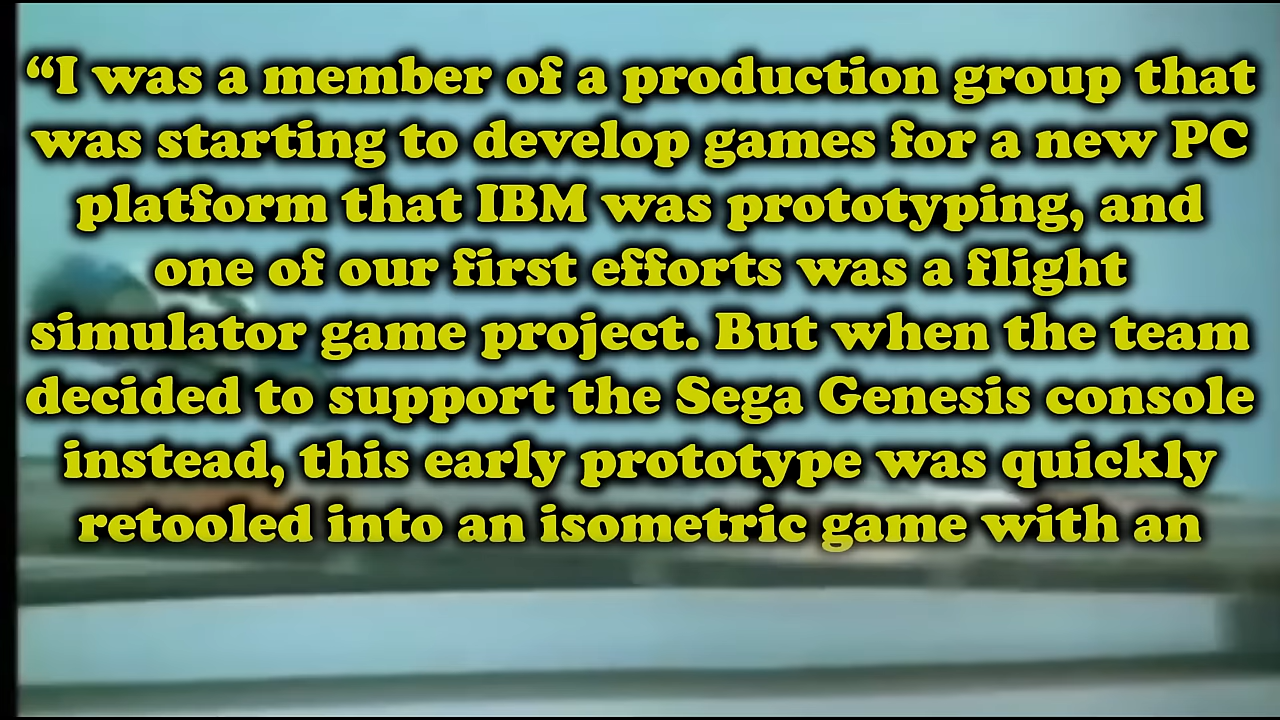 “I was a member of a production group that
was starting to develop games for a new PC
platform that IBM was prototyping, and
one of our first efforts was a flight
simulator game project. But when the team
decided to support the Sega Genesis console
instead, this early prototype was quickly
retooled into an isometric game with an